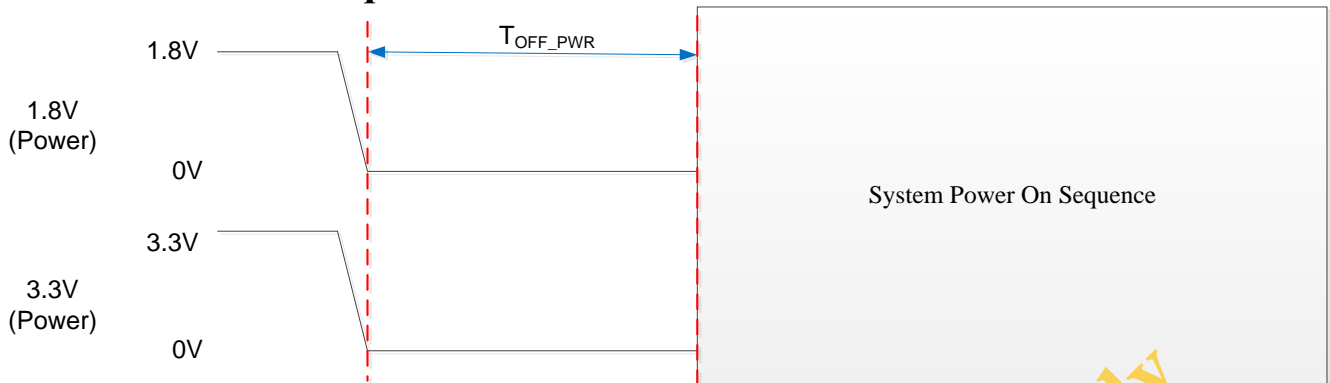 T_OFF_PWR
1.8V
1.8V
(Power)
0V
System Power On Sequence
3.3V
3.3V
(Power)
0V